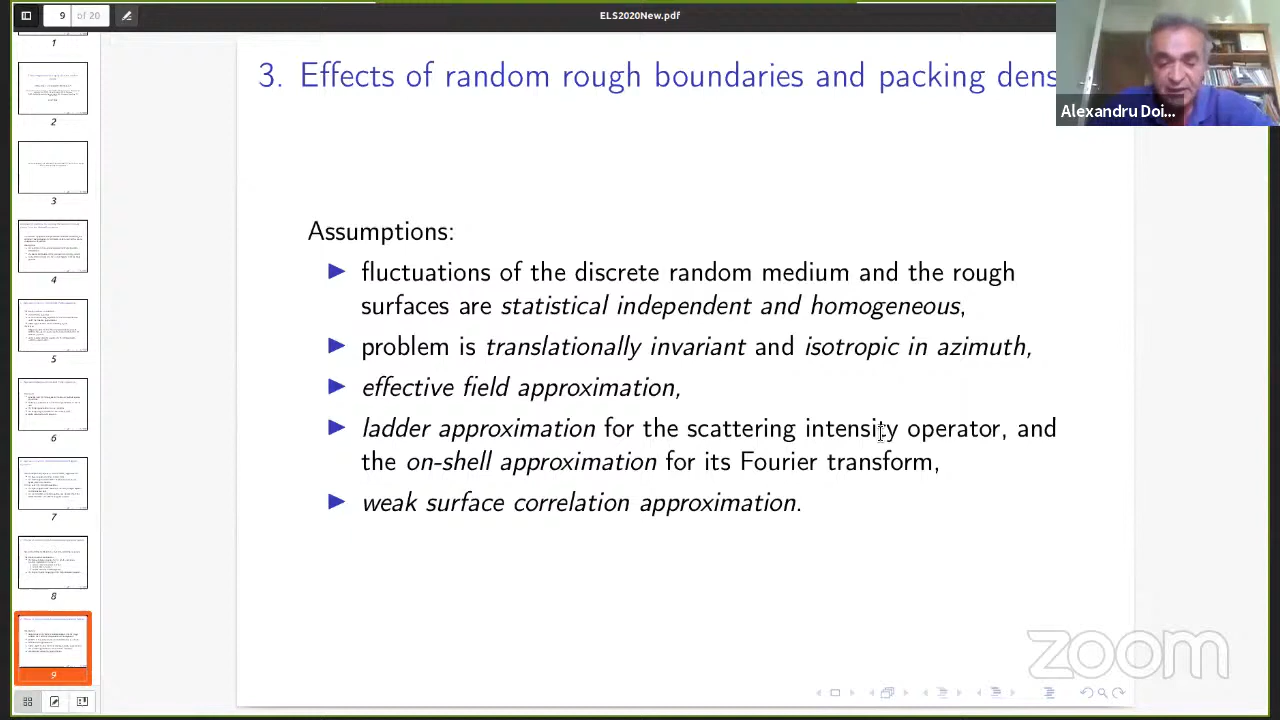 9 of 20
ELS2020New.pdf
1
2
3
4
5
6
7
8
9
3. Effects of random rough boundaries and packing dens
Alexandru Doi...
Assumptions:
fluctuations of the discrete random medium and the rough
surfaces are statistical independent and homogeneous,
problem is translationally invariant and isotropic in azimuth,
effective field approximation,
ladder approximation for the scattering intensity operator, and
the on-shell approximation for its Fourier transform,
weak surface correlation approximation.
zoom